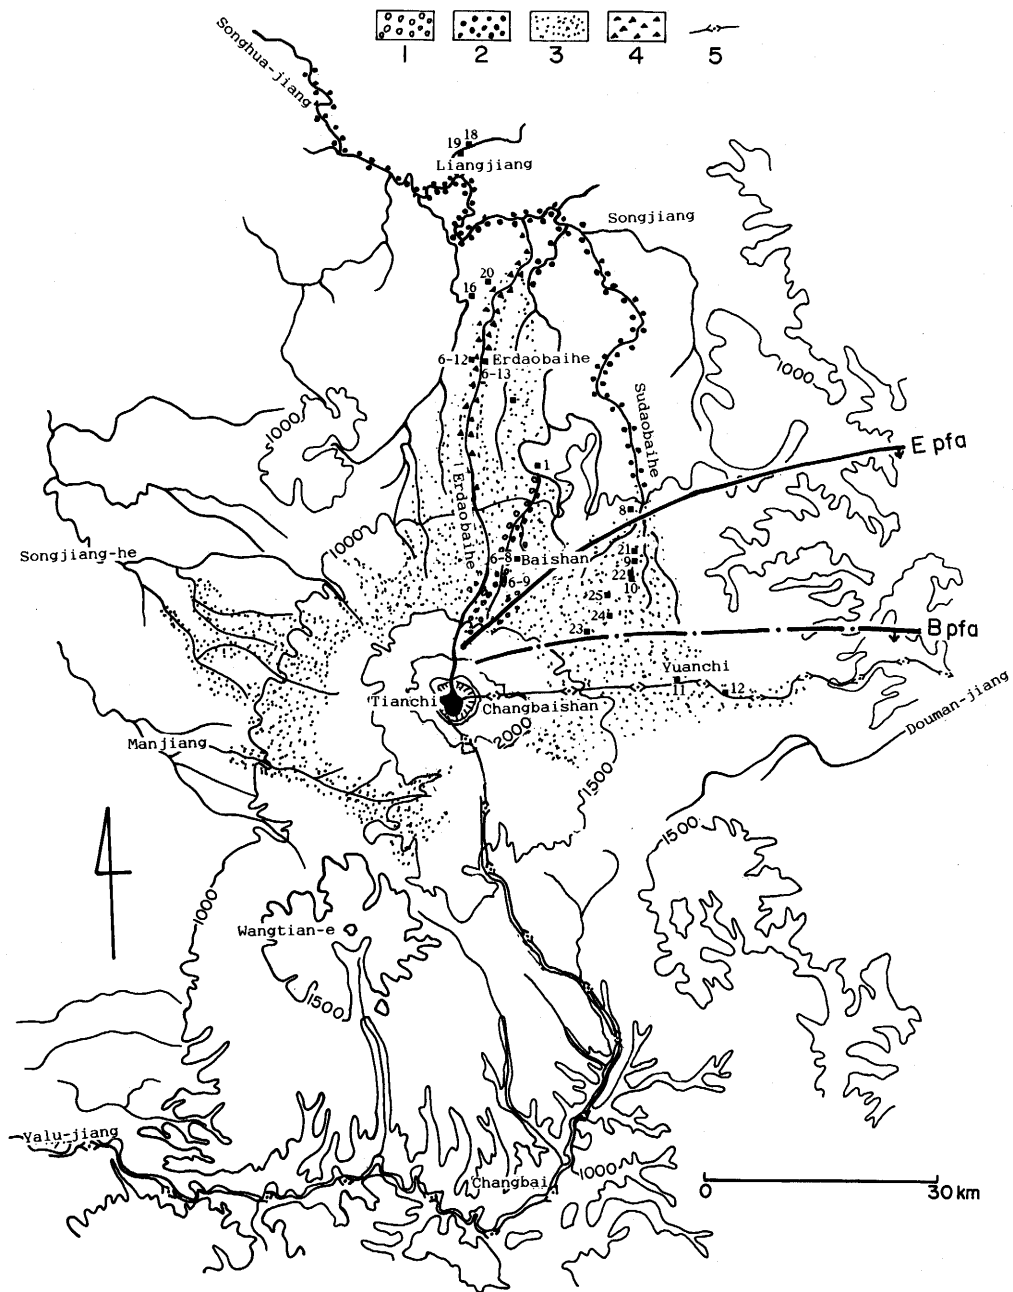 1 2 3 4 5
Songhua-jiang
18
19
Liangjiang
Songjiang
20
16
1000
6-12
Erdaobaihe
6-13
Sudaobaihe
1000
E pfa
1
Erdaobaihe
8
1000
Songjiang-he
6-8
Baishan
21
9
22
10
6-9
25
24
23
B pfa
Yuanchi
11
12
Tianchi
Changbaishan
Douman-jiang
2000
Manjiang
1500
1500
1000
Wangtian-e
1500
Yalu-jiang
Changbai
1000
0
30 km